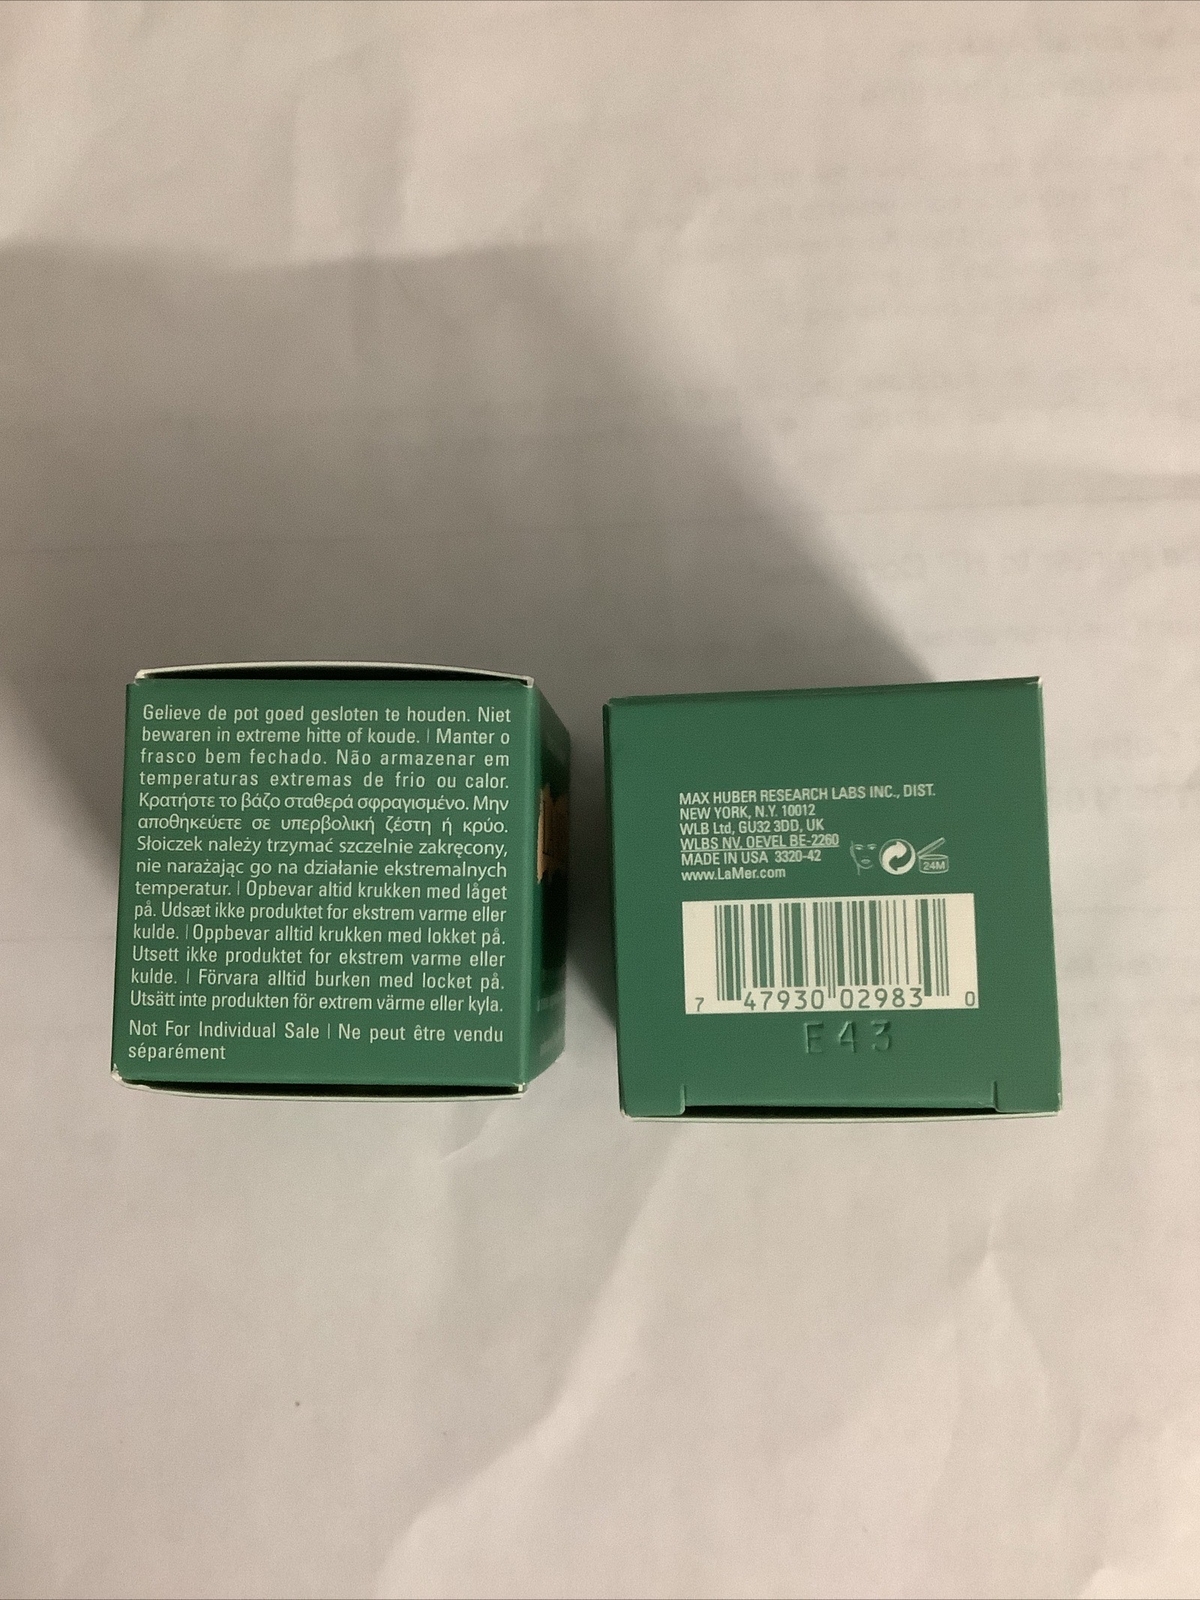 Gelieve de pot goed gesloten te houden. Niet
bewaren in extreme hitte of koude. | Manter o
frasco bem fechado. Não armazenar em
temperaturas extremas de frio ou calor.
Κρατήστε το βάζο σταθερά σφραγισμένο. Μην
αποθηκεύετε σε υπερβολική ζέστη ή κρύο.
Słoiczek należy trzymać szczelnie zakręcony,
nie narażając go na działanie ekstremalnych
temperatur. | Opbevar altid krukken med låget
på. Udsæt ikke produktet for ekstrem varme eller
kulde. | Oppbevar alltid krukken med lokket på.
Utsett ikke produktet for ekstrem varme eller
kulde. | Förvara alltid burken med locket på.
Utsätt inte produkten för extrem värme eller kyla.
Not For Individual Sale | Ne peut être vendu
séparément
MAX HUBER RESEARCH LABS INC., DIST.
NEW YORK, N.Y. 10012
WLB Ltd, GU32 3DD, UK
WLBS NV, OEVEL BE-2260
MADE IN USA 3320-42
www.LaMer.com
24M
7 47930 02983 0
E43